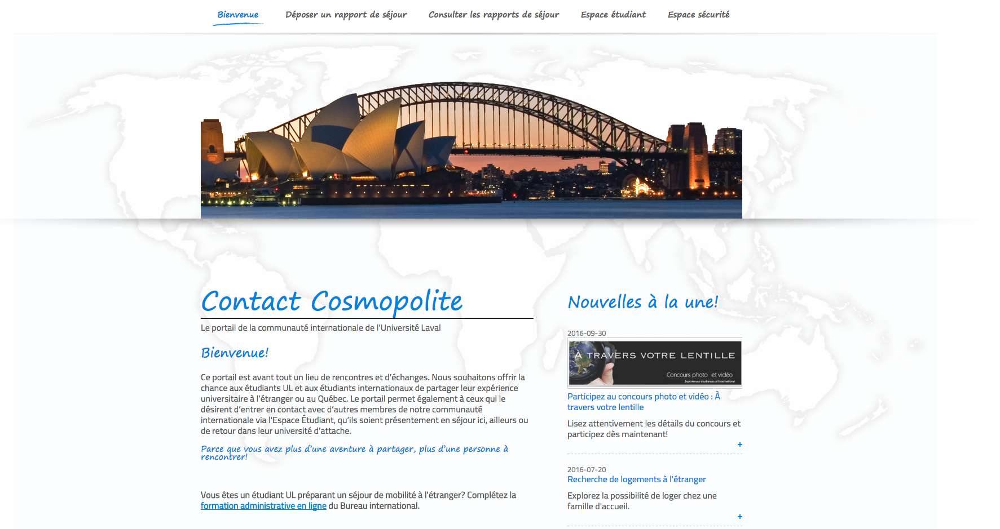 Bienvenue Déposer un rapport de séjour Consulter les rapports de séjour Espace étudiant Espace sécurité
Contact Cosmopolite
Le portail de la communauté internationale de l'Université Laval
Bienvenue!
Ce portail est avant tout un lieu de rencontres et d'échanges. Nous souhaitons offrir la
chance aux étudiants UL et aux étudiants internationaux de partager leur expérience
universitaire à l'étranger ou au Québec. Le portail permet également à ceux qui le
désirent d'entrer en contact avec d'autres membres de notre communauté
internationale via l'Espace Étudiant, qu'ils soient présentement en séjour ici, ailleurs ou
de retour dans leur université d'attache.
Parce que vous avez plus d'une aventure à partager, plus d'une personne à
rencontrer!
Vous êtes un étudiant UL préparant un séjour de mobilité à l'étranger? Complétez la
formation administrative en ligne du Bureau international.
Nouvelles à la une!
2016-09-30
À TRAVERS VOTRE LENTILLE
Concours photo et vidéo
Expériences étudiantes à l'international
Participez au concours photo et vidéo : À
travers votre lentille
Lisez attentivement les détails du concours et
participez dès maintenant!
+
2016-07-20
Recherche de logements à l'étranger
Explorez la possibilité de loger chez une
famille d'accueil.
+